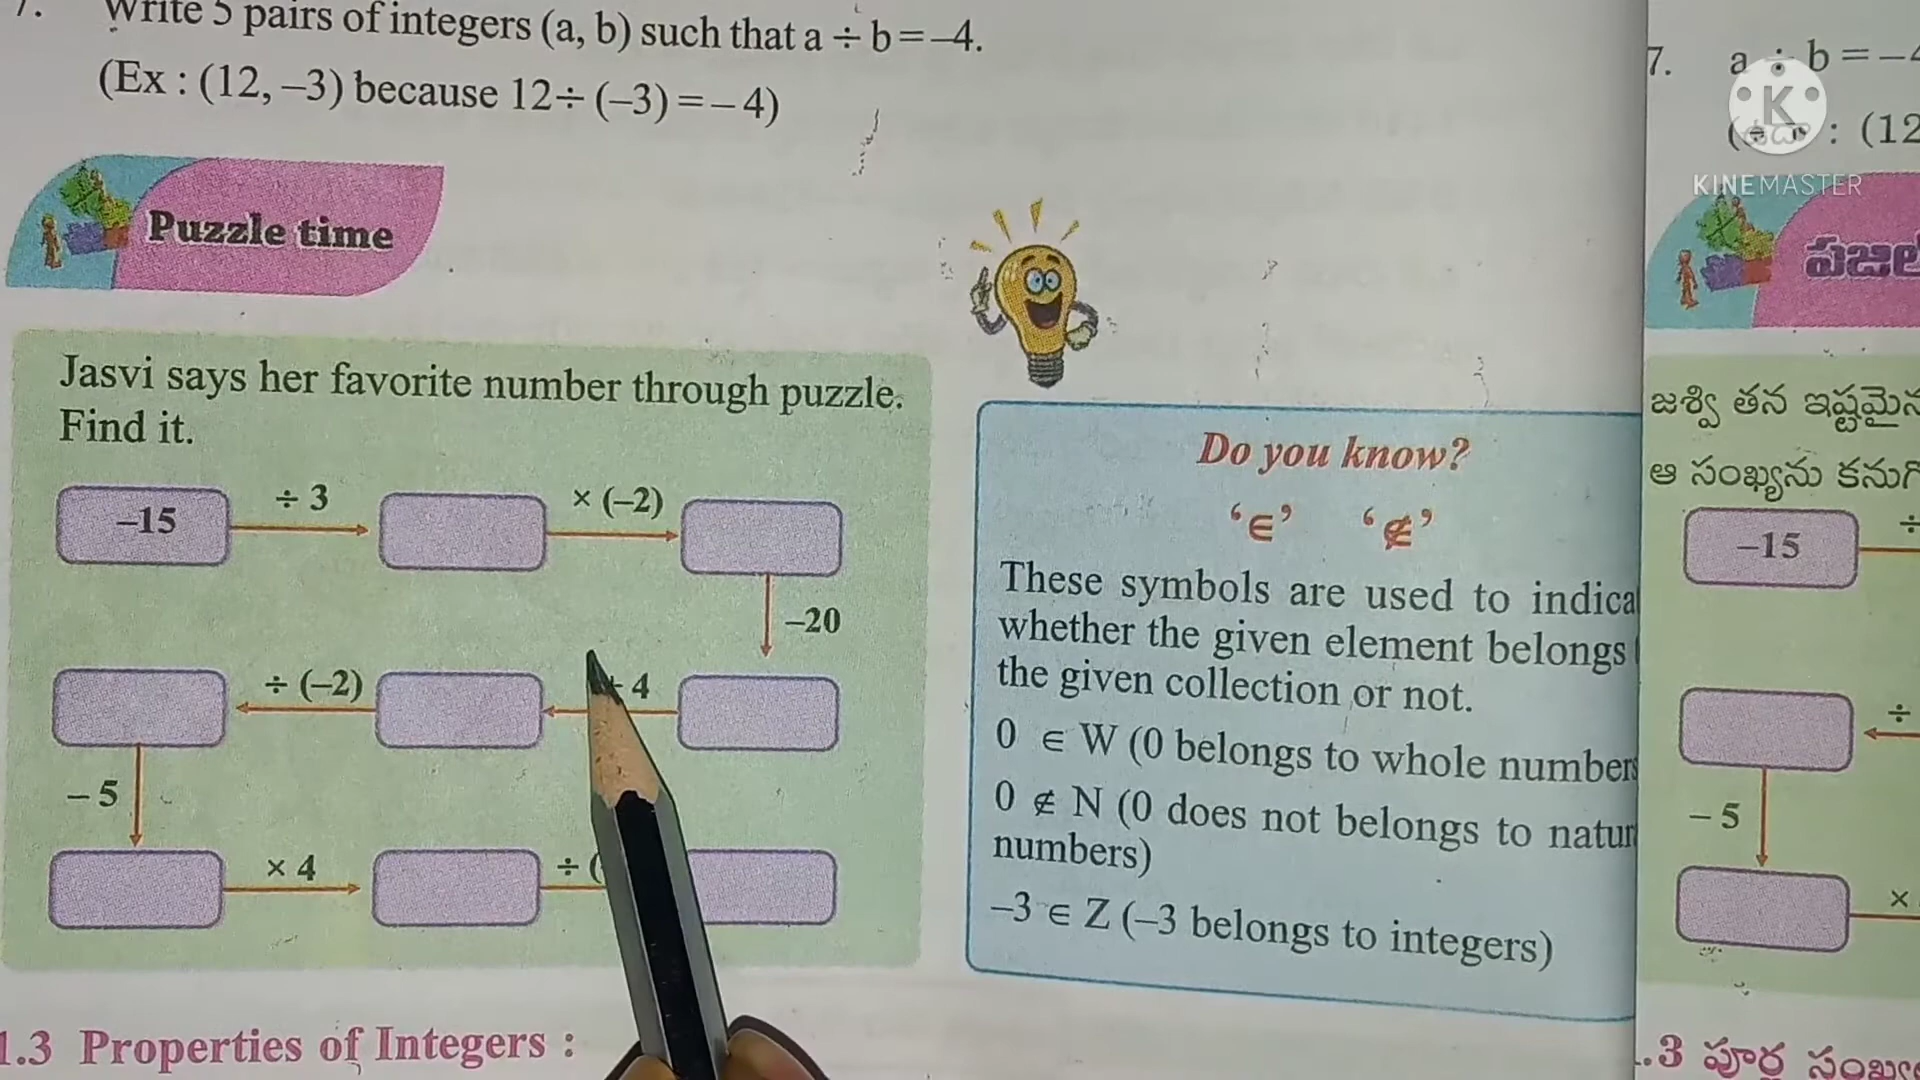 7. Write 5 pairs of integers (a, b) such that a ÷ b = –4.
(Ex : (12, –3) because 12÷ (–3) = – 4)
Puzzle time
Jasvi says her favorite number through puzzle.
Find it.
–15 ÷ 3 × (–2)
–20
÷ (–2) + 4
– 5
× 4 ÷ (
1.3 Properties of Integers :
Do you know?
‘∈’ ‘∉’
These symbols are used to indica
whether the given element belongs
the given collection or not.
0 ∈ W (0 belongs to whole numbers
0 ∉ N (0 does not belongs to natur
numbers)
–3 ∈ Z (–3 belongs to integers)
7. a ÷ b = –4
: (12
K
KINEMASTER
జశ్వి తన ఇష్టమైన
ఆ సంఖ్యను
–15 ÷
÷
– 5
×
.3 పూర్ణ